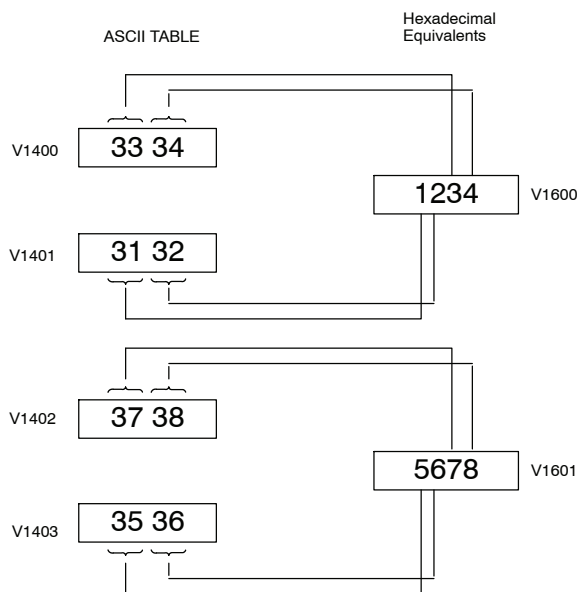 ASCII TABLE
Hexadecimal
Equivalents
V1400
33 34
1234
V1600
V1401
31 32
V1402
37 38
5678
V1601
V1403
35 36